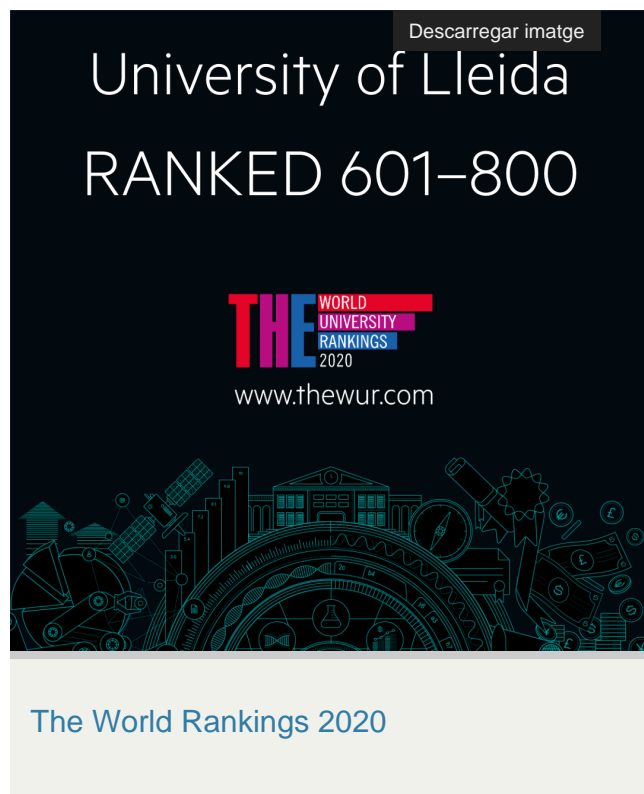 Descarregar imatge
University of Lleida
RANKED 601–800
THE
WORLD
UNIVERSITY
RANKINGS
2020
www.thewur.com
The World Rankings 2020